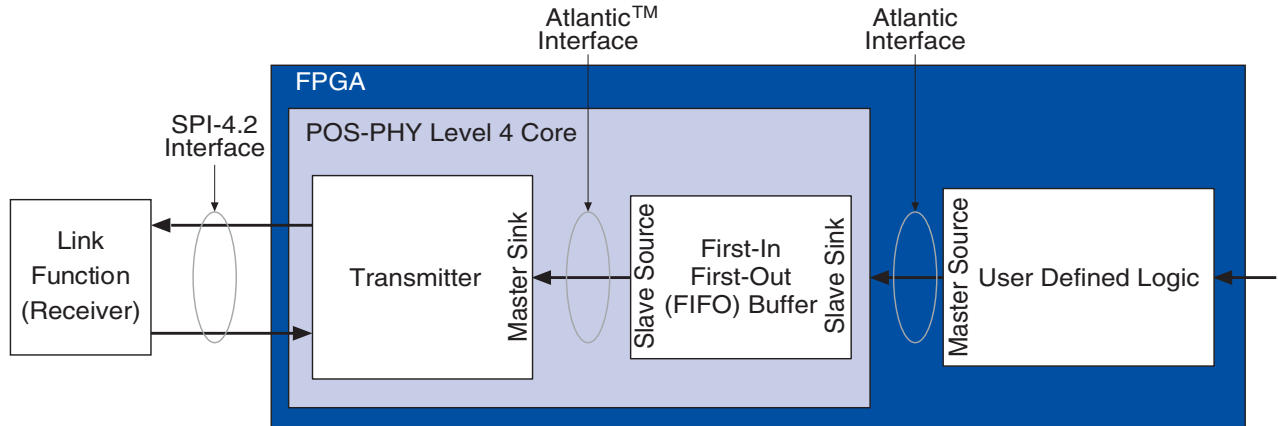 Atlantic™
Interface
Atlantic
Interface
FPGA
SPI-4.2
Interface
POS-PHY Level 4 Core
Link
Function
(Receiver)
Transmitter
Master Sink
Slave Source
First-In
First-Out
(FIFO) Buffer
Slave Sink
Master Source
User Defined Logic